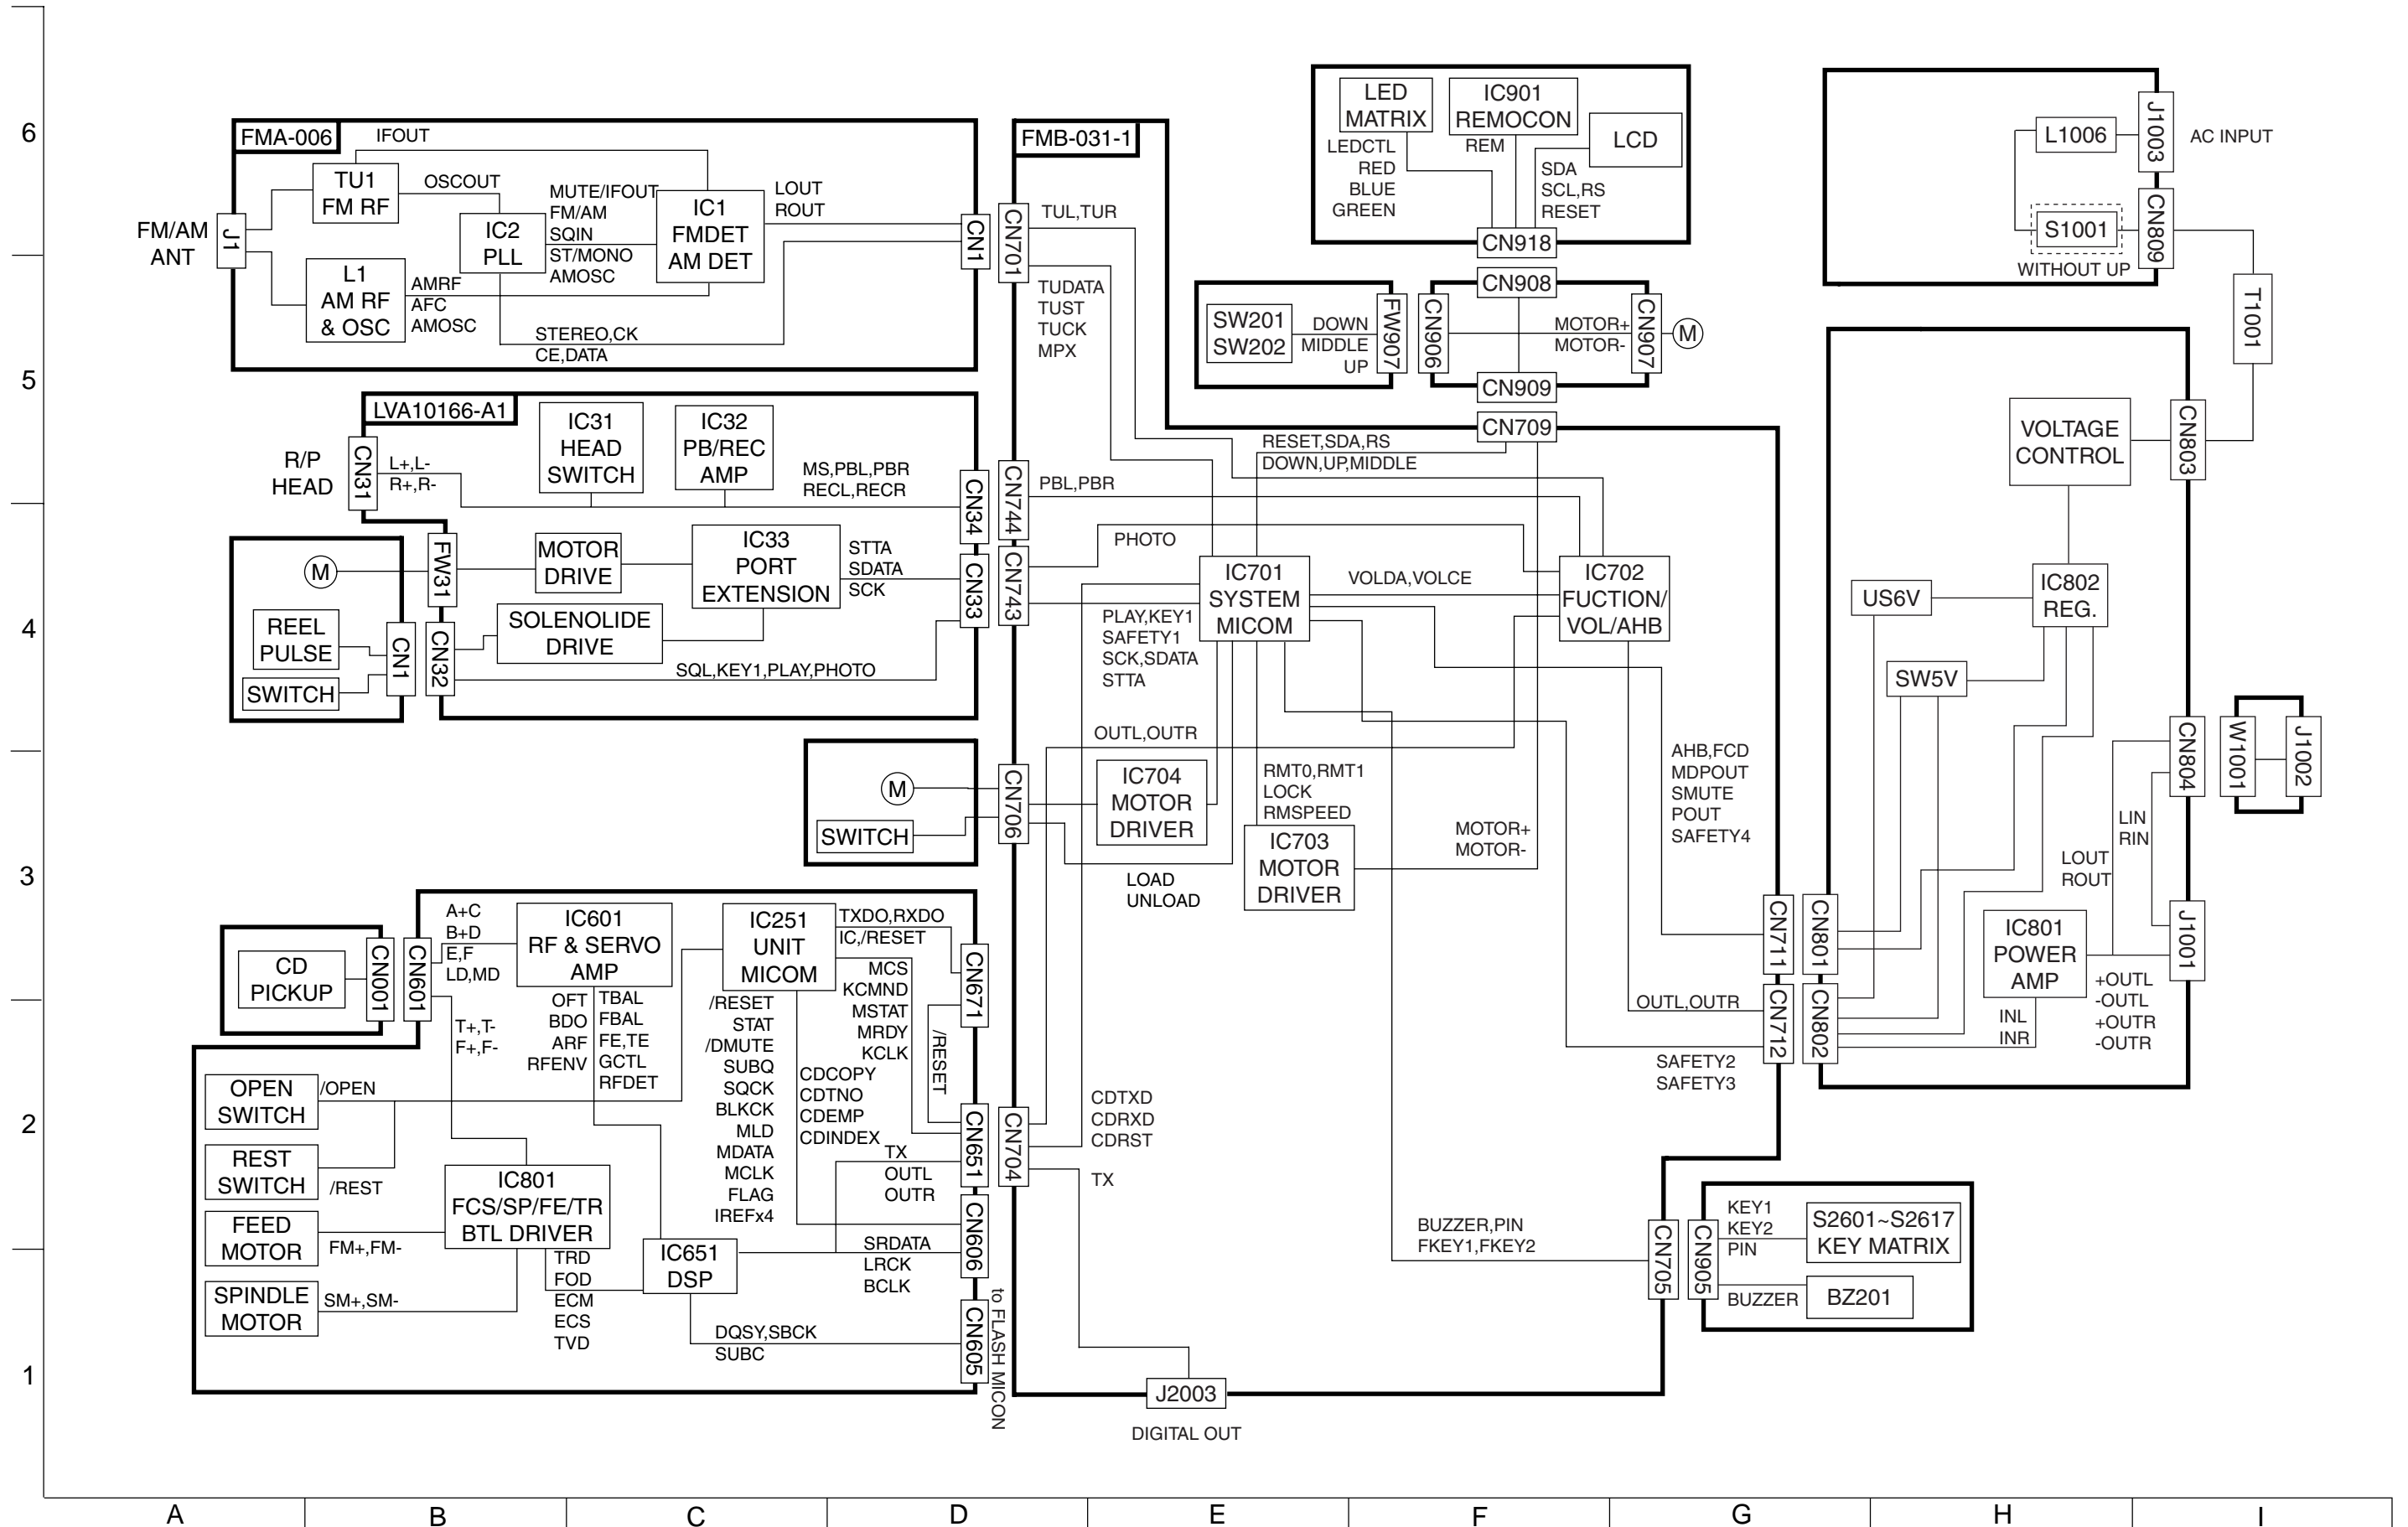 6
5
4
3
2
1
A
B
C
D
E
F
G
H
I
FMA-006
IFOUT
TU1
FM RF
OSCOUT
MUTE/IFOUT
FM/AM
SQIN
ST/MONO
AMOSC
IC2
PLL
IC1
FMDET
AM DET
LOUT
ROUT
CN1
FM/AM
ANT
J1
L1
AM RF
& OSC
AMRF
AFC
AMOSC
STEREO,CK
CE,DATA
LVA10166-A1
R/P
HEAD
CN31
L+,L-
R+,R-
IC31
HEAD
SWITCH
IC32
PB/REC
AMP
MS,PBL,PBR
RECL,RECR
CN34
M
FW31
MOTOR
DRIVE
IC33
PORT
EXTENSION
STTA
SDATA
SCK
CN33
REEL
PULSE
SWITCH
CN1
CN32
SOLENOLIDE
DRIVE
SQL,KEY1,PLAY,PHOTO
M
SWITCH
CD
PICKUP
CN001
CN601
A+C
B+D
E,F
LD,MD
IC601
RF & SERVO
AMP
IC251
UNIT
MICOM
TXDO,RXDO
IC,/RESET
CN671
T+,T-
F+,F-
OFT
BDO
ARF
RFENV
TBAL
FBAL
FE,TE
GCTL
RFDET
/RESET
STAT
/DMUTE
SUBQ
SQCK
BLKCK
MLD
MDATA
MCLK
FLAG
IREFx4
MCS
KCMND
MSTAT
MRDY
KCLK
/RESET
CDCOPY
CDTNO
CDEMP
CDINDEX
CN651
OPEN
SWITCH
/OPEN
REST
SWITCH
/REST
FEED
MOTOR
FM+,FM-
SPINDLE
MOTOR
SM+,SM-
IC801
FCS/SP/FE/TR
BTL DRIVER
TRD
FOD
ECM
ECS
TVD
IC651
DSP
TX
OUTL
OUTR
CN606
SRDATA
LRCK
BCLK
DQSY,SBCK
SUBC
CN605
to FLASH MICON
FMB-031-1
CN701
TUL,TUR
TUDATA
TUST
TUCK
MPX
CN744
PBL,PBR
CN743
PHOTO
PLAY,KEY1
SAFETY1
SCK,SDATA
STTA
IC701
SYSTEM
MICOM
VOLDA,VOLCE
IC702
FUCTION/
VOL/AHB
RESET,SDA,RS
DOWN,UP,MIDDLE
CN709
OUTL,OUTR
CN706
IC704
MOTOR
DRIVER
RMT0,RMT1
LOCK
RMSPEED
IC703
MOTOR
DRIVER
MOTOR+
MOTOR-
LOAD
UNLOAD
AHB,FCD
MDPOUT
SMUTE
POUT
SAFETY4
CN711
OUTL,OUTR
CN712
SAFETY2
SAFETY3
CN704
CDTXD
CDRXD
CDRST
TX
BUZZER,PIN
FKEY1,FKEY2
CN705
J2003
DIGITAL OUT
LED
MATRIX
IC901
REMOCON
LCD
LEDCTL
RED
BLUE
GREEN
REM
SDA
SCL,RS
RESET
CN918
SW201
SW202
DOWN
MIDDLE
UP
FW907
CN908
CN906
MOTOR+
MOTOR-
CN907
M
CN909
CN905
KEY1
KEY2
PIN
S2601~S2617
KEY MATRIX
BUZZER
BZ201
L1006
J1003
AC INPUT
S1001
WITHOUT UP
CN809
T1001
VOLTAGE
CONTROL
CN803
US6V
IC802
REG.
SW5V
CN804
LIN
RIN
LOUT
ROUT
W1001
J1002
CN801
CN802
IC801
POWER
AMP
INL
INR
J1001
+OUTL
-OUTL
+OUTR
-OUTR